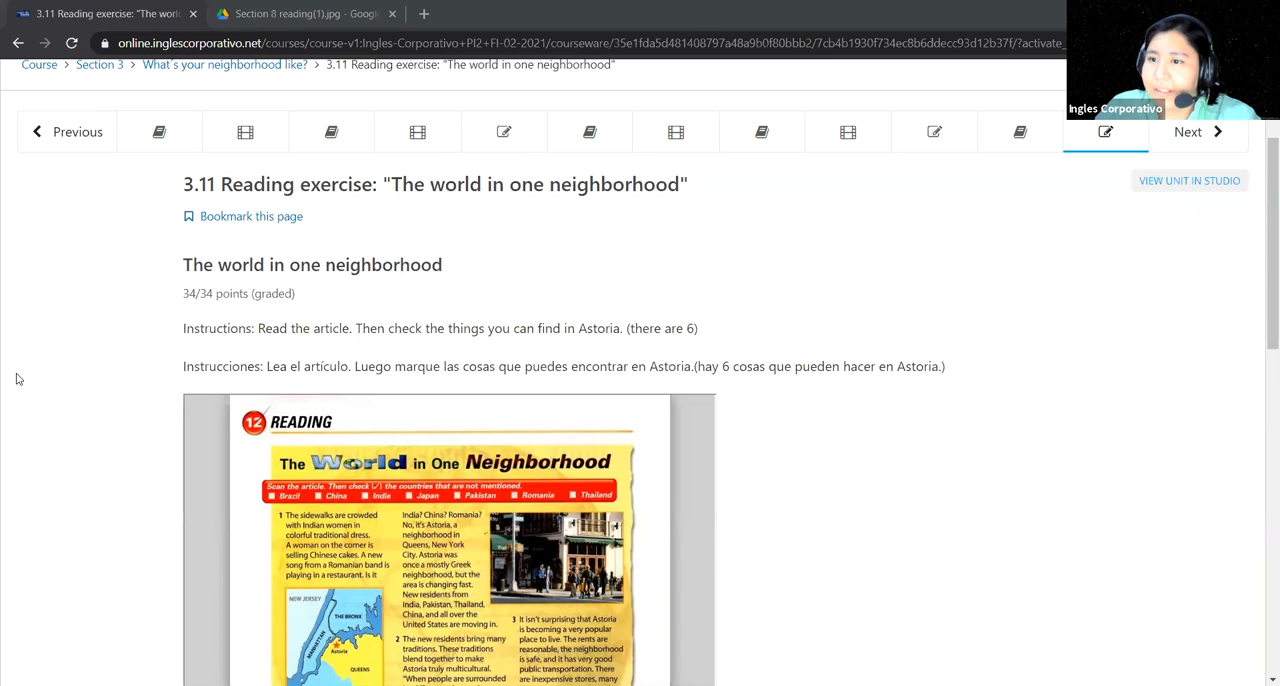 3.11 Reading exercise: "The work
Section 8 reading(1).jpg - Google
online.inglescorporativo.net/courses/course-v1:Ingles-Corporativo+PI2+FI-02-2021/courseware/35e1fda5d481408797a48a9b0f80bbb2/7cb4b1930f734ec8b6ddecc93d12b37f/?activate_
Ingles Corporativo
Course > Section 3 > What's your neighborhood like? > 3.11 Reading exercise: "The world in one neighborhood"
Previous
Next
3.11 Reading exercise: "The world in one neighborhood"
VIEW UNIT IN STUDIO
Bookmark this page
The world in one neighborhood
34/34 points (graded)
Instructions: Read the article. Then check the things you can find in Astoria. (there are 6)
Instrucciones: Lea el artículo. Luego marque las cosas que puedes encontrar en Astoria.(hay 6 cosas que pueden hacer en Astoria.)
12 READING
The World in One Neighborhood
Scan the article. Then check (✓) the countries that are not mentioned.
Brazil China India Japan Pakistan Romania Thailand
1 The sidewalks are crowded
with Indian women in
colorful traditional dress.
A woman on the corner is
selling Chinese cakes. A new
song from a Romanian band is
playing in a restaurant. Is it
NEW JERSEY
THE BRONX
MANHATTAN
Astoria
QUEENS
India? China? Romania?
No, it's Astoria, a
neighborhood in
Queens, New York
City. Astoria was
once a mostly Greek
neighborhood, but the
area is changing fast.
New residents from
India, Pakistan, Thailand,
China, and all over the
United States are moving in.
2 The new residents bring many
traditions. These traditions
blend together to make
Astoria truly multicultural.
"When people are surrounded
3 It isn't surprising that Astoria
is becoming a very popular
place to live. The rents are
reasonable, the neighborhood
is safe, and it has very good
public transportation. There
are inexpensive stores, many